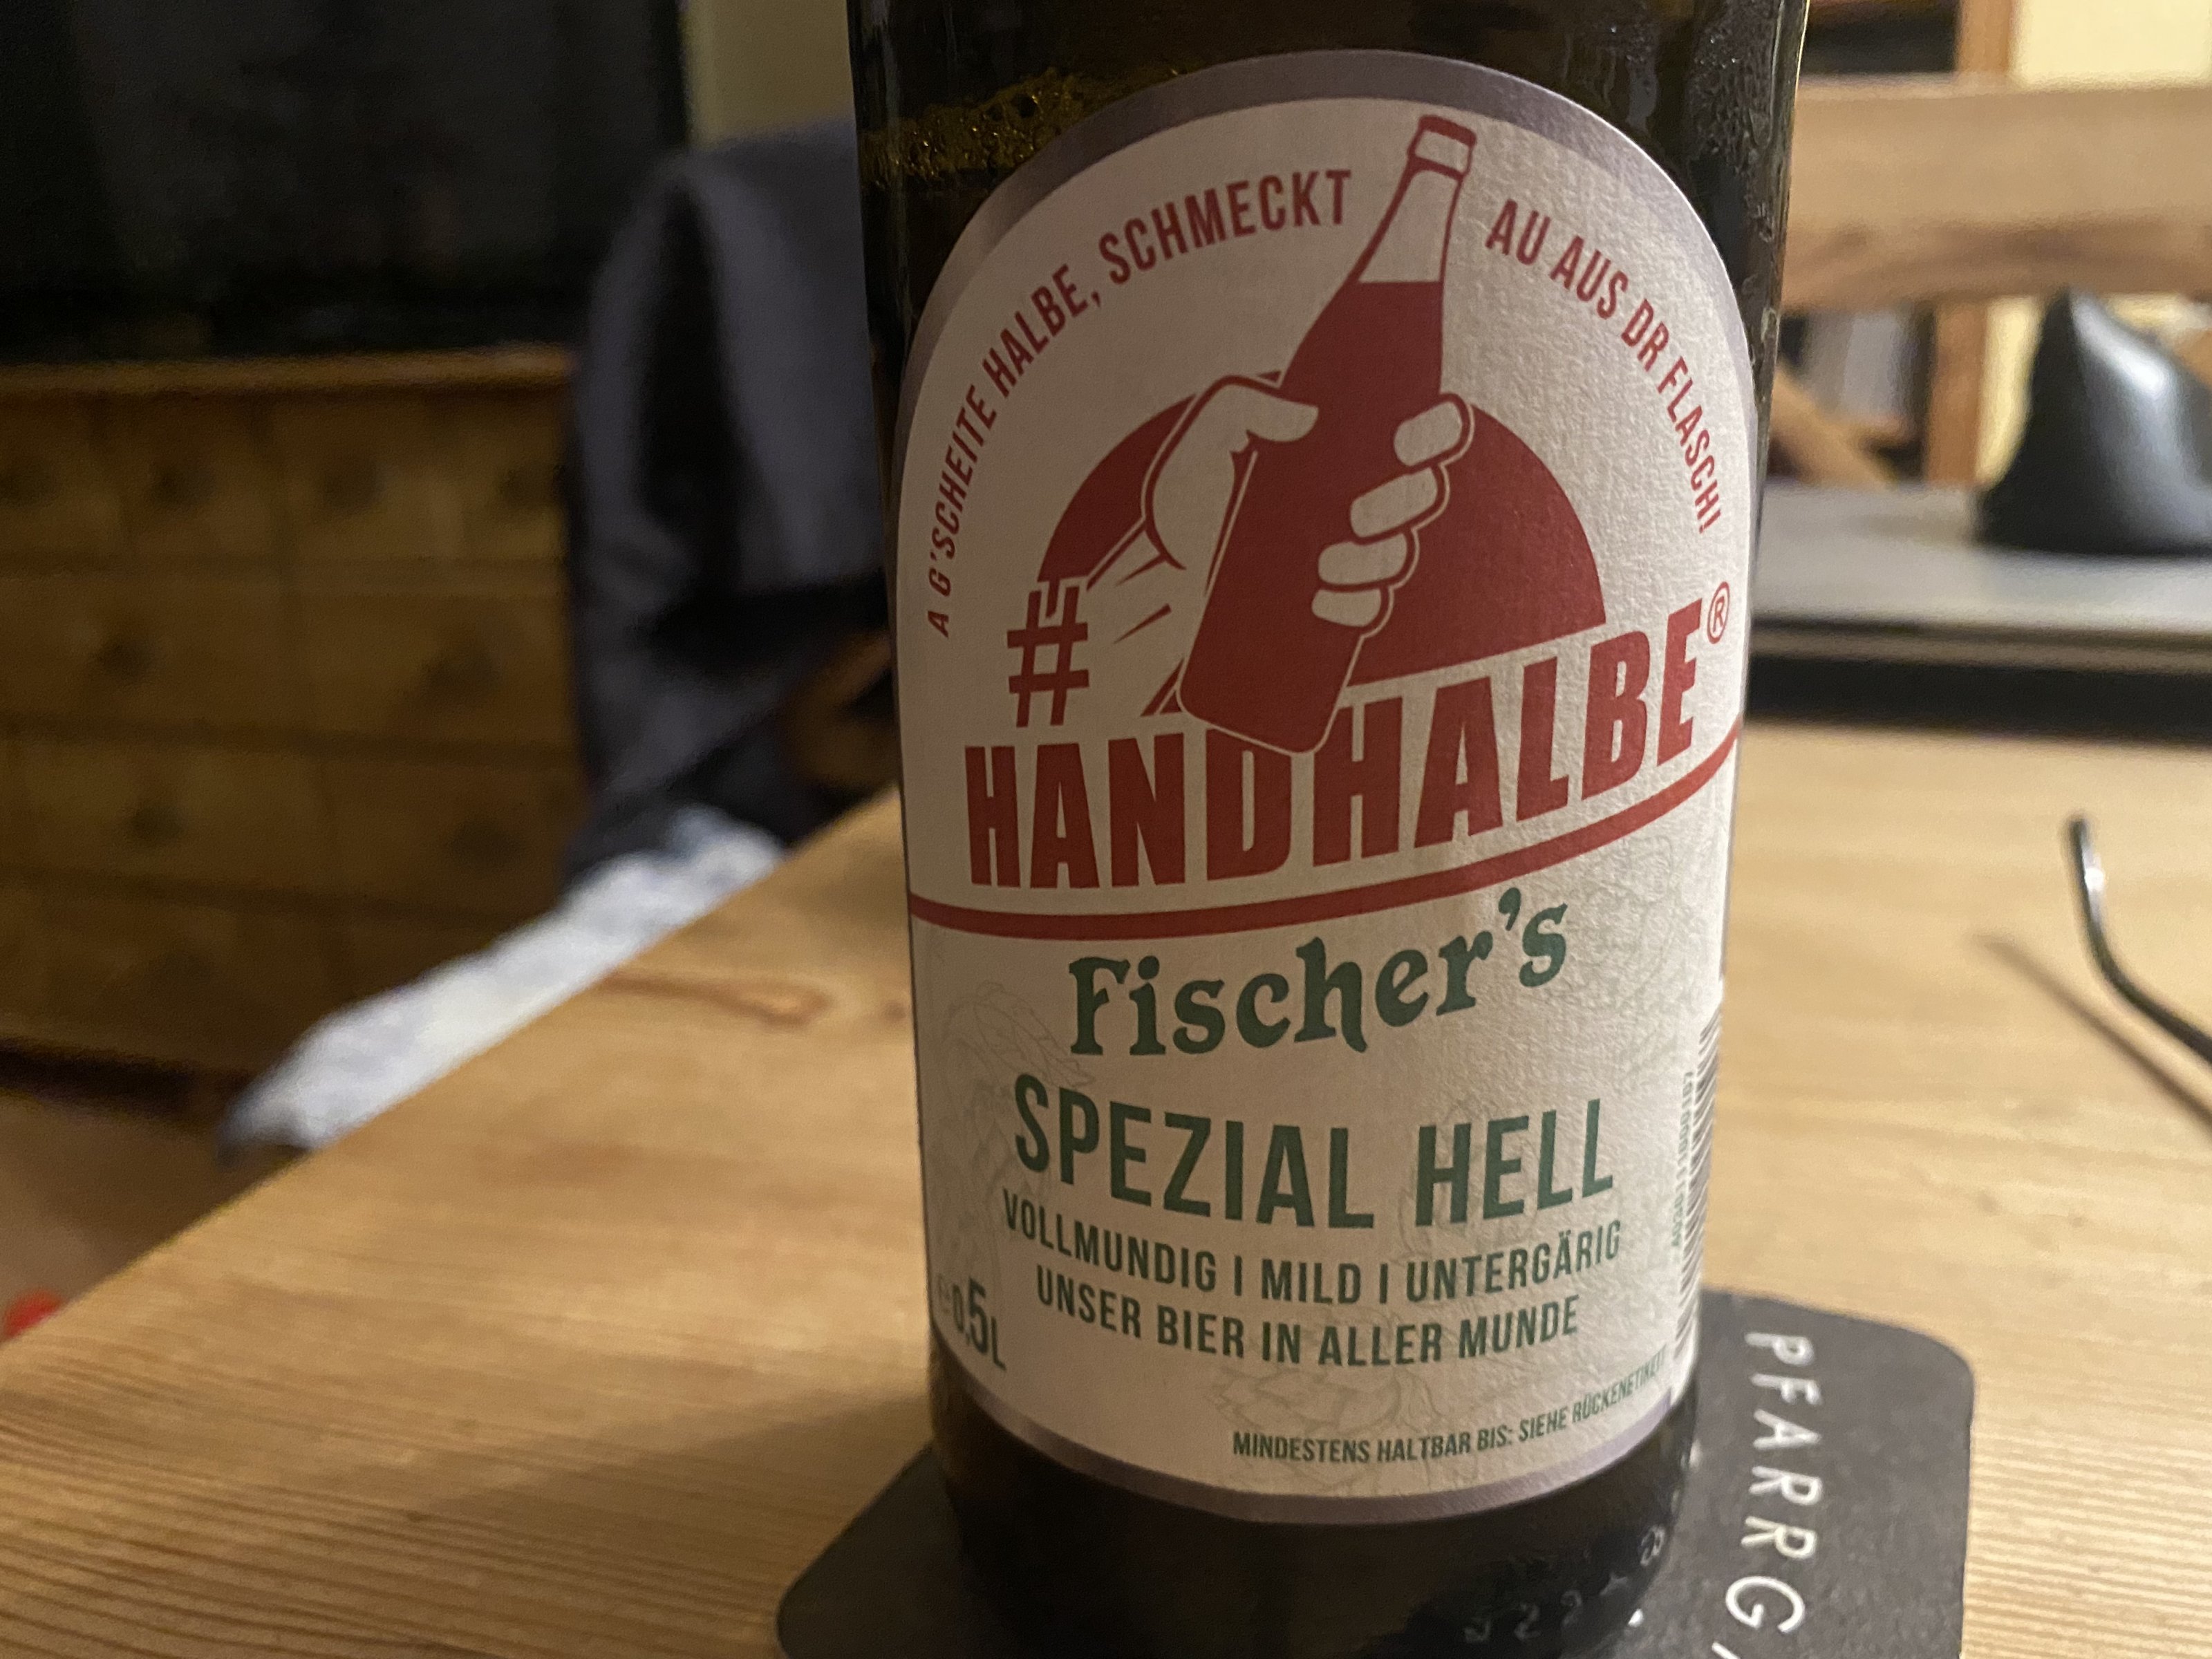 A G'SCHEITE HALBE, SCHMECKT AU AUS DR FLASCH!
#
HANDHALBE®
Fischer's
SPEZIAL HELL
VOLLMUNDIG | MILD | UNTERGÄRIG
UNSER BIER IN ALLER MUNDE
0,5L
MINDESTENS HALTBAR BIS: SIEHE RÜCKENETIKETT
PFARRG